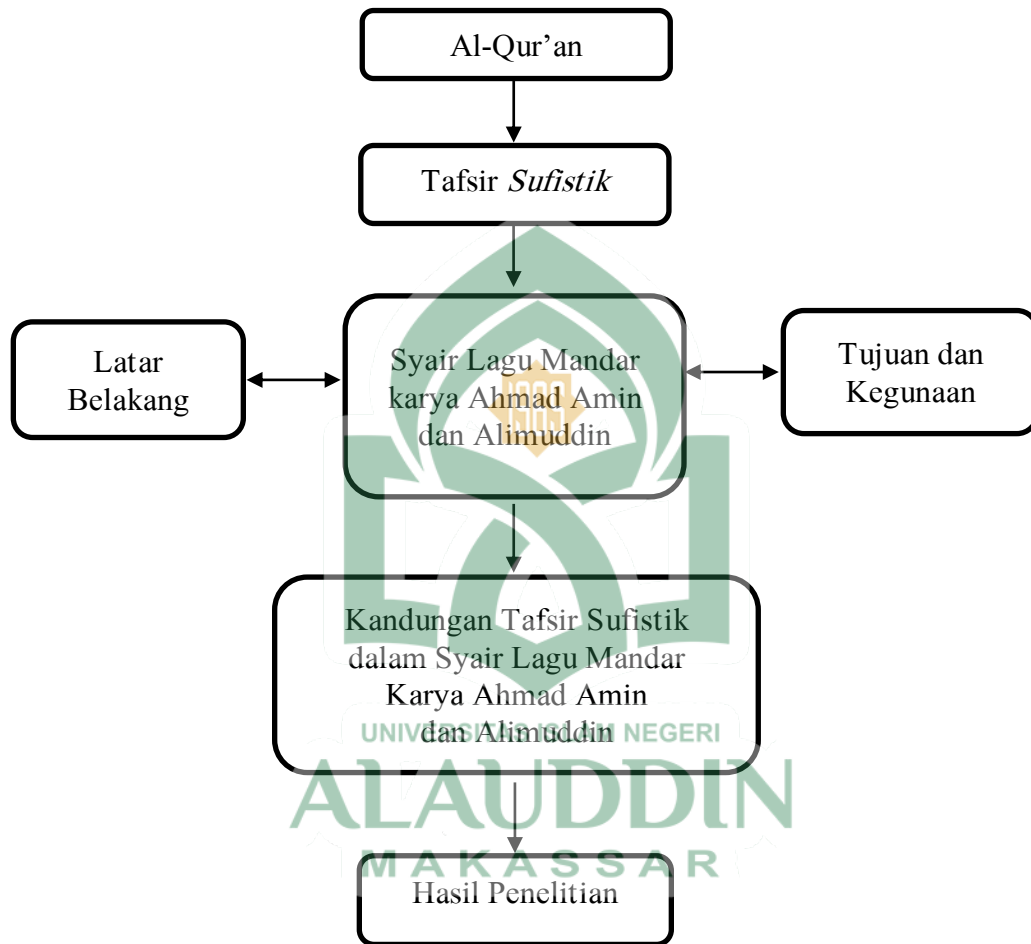 Al-Qur’an
Tafsir Sufistik
Latar
Belakang
Syair Lagu Mandar
karya Ahmad Amin
dan Alimuddin
Tujuan dan
Kegunaan
1965
Kandungan Tafsir Sufistik
dalam Syair Lagu Mandar
Karya Ahmad Amin
dan Alimuddin
UNIVERSITAS ISLAM NEGERI
ALAUDDIN
MAKASSAR
Hasil Penelitian